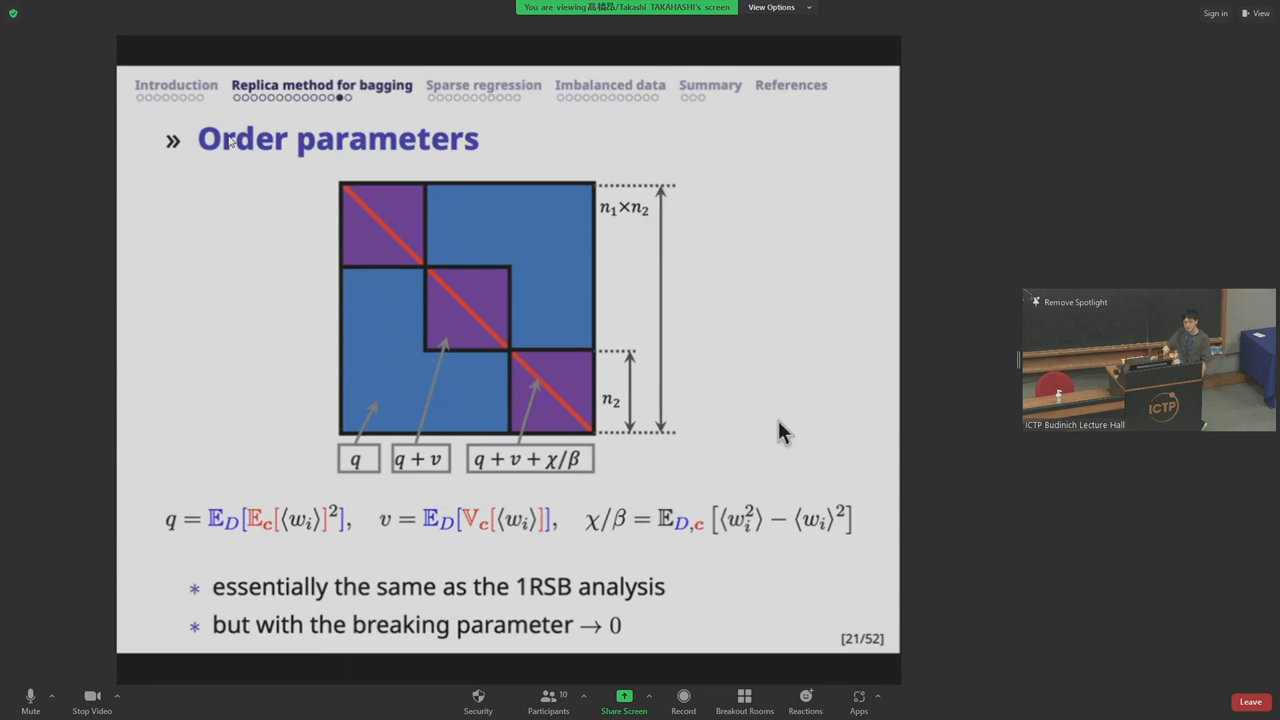 You are viewing 髙橋昂/Takashi TAKAHASHI's screen
View Options
Sign in
View
Introduction
Replica method for bagging
Sparse regression
Imbalanced data
Summary
References
» Order parameters
n₁×n₂
n₂
q
q + v
q + v + χ/β
q = 𝔼_D[𝔼_c[⟨w_i⟩]²], v = 𝔼_D[𝕍_c[⟨w_i⟩]], χ/β = 𝔼_{D,c} [⟨w_i²⟩ − ⟨w_i⟩²]
* essentially the same as the 1RSB analysis
* but with the breaking parameter → 0
[21/52]
Remove Spotlight
ICTP
ICTP Budinich Lecture Hall
Mute
Stop Video
Security
Participants
10
Share Screen
Record
Breakout Rooms
Reactions
Apps
Leave